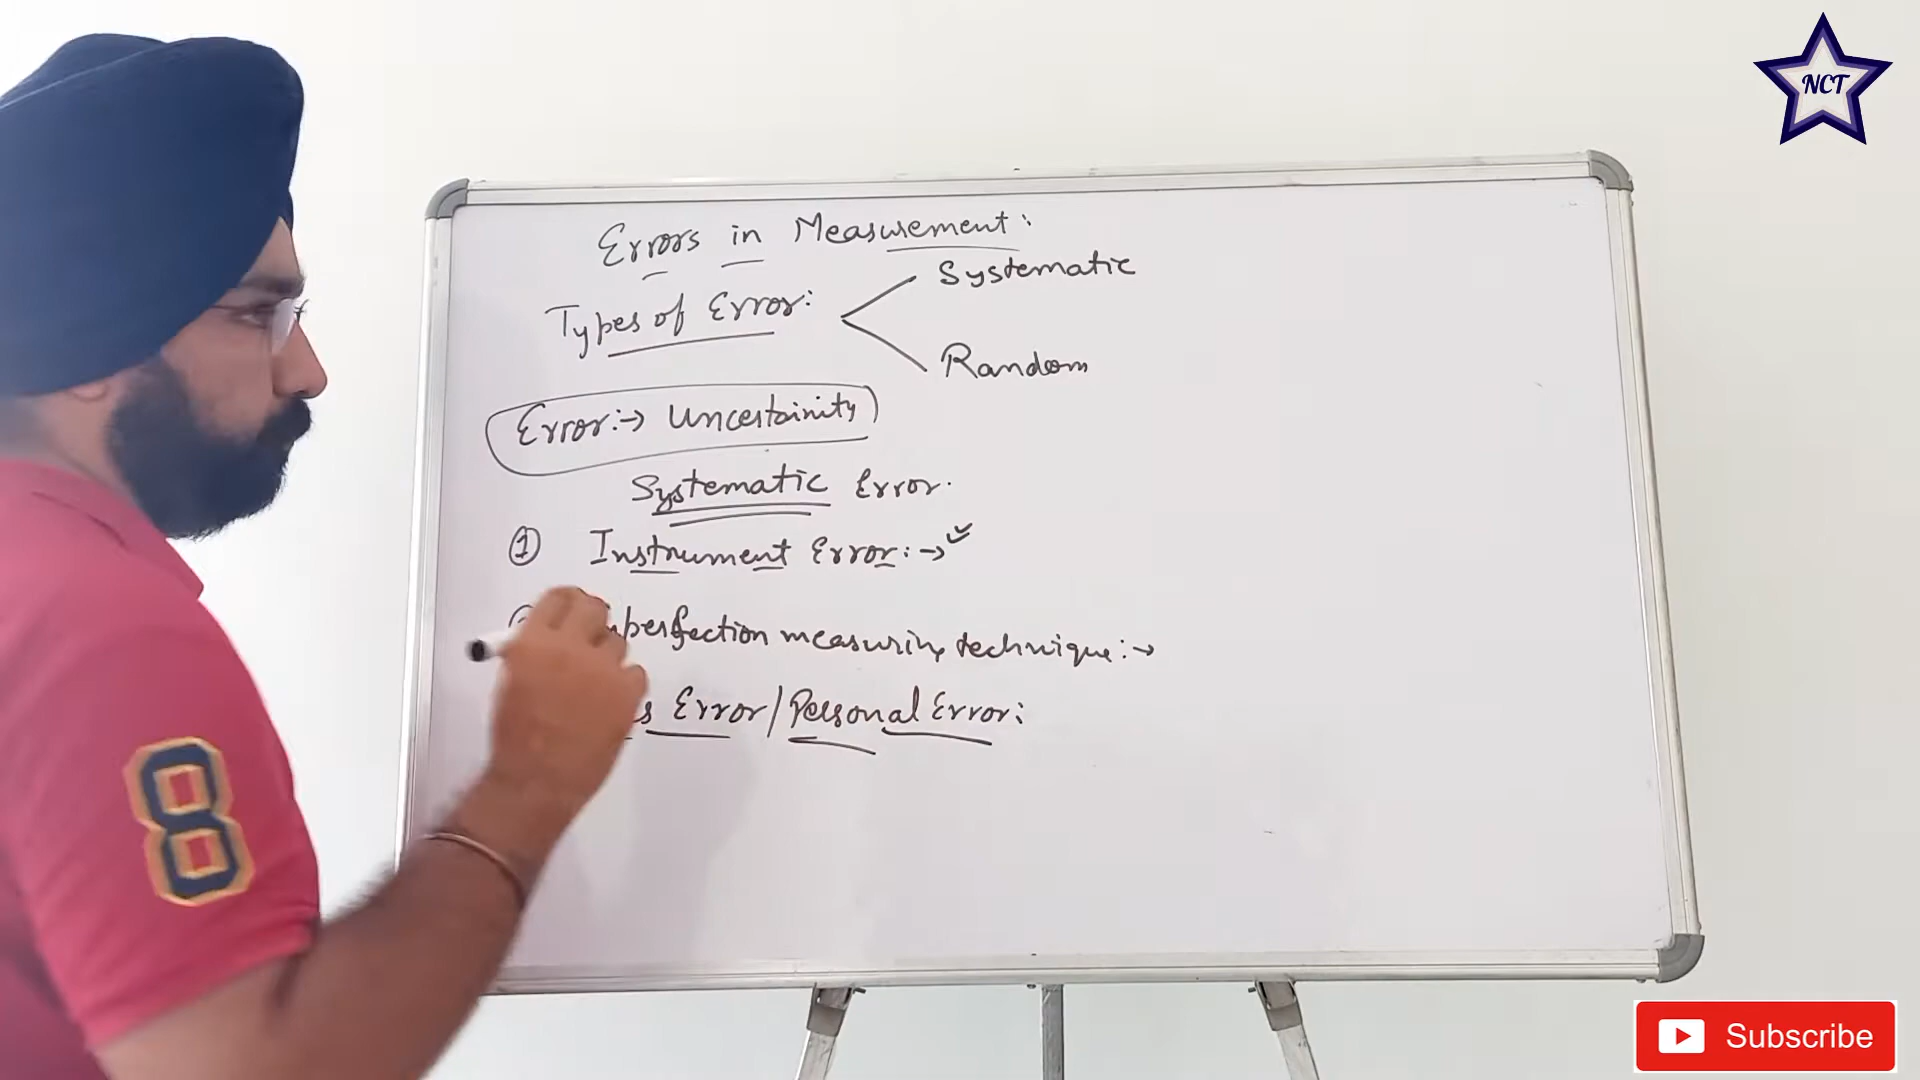 NCT
Errors in Measurement:
Types of Error:
Systematic
Random
Error:→ Uncertainity
Systematic Error.
① Instrument Error:→
measuring technique:→
Error/Personal Error:
8
Subscribe